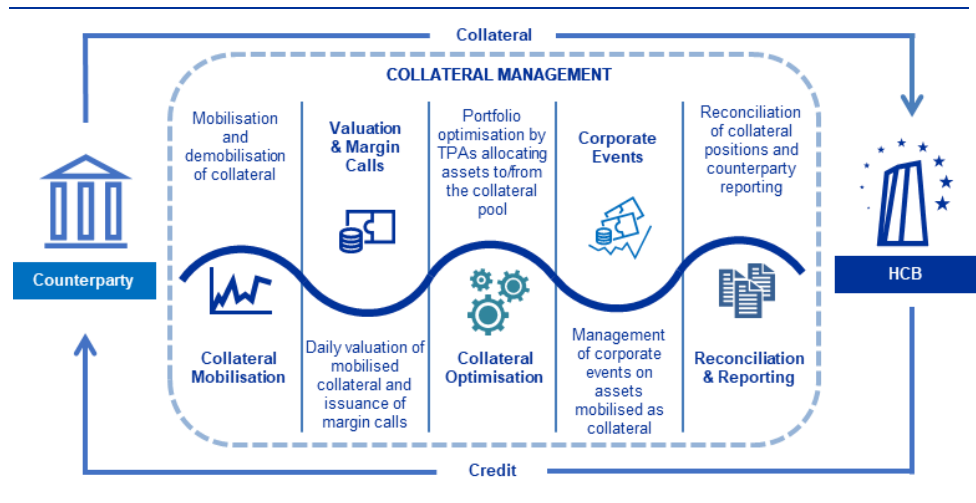 Collateral
COLLATERAL MANAGEMENT
Mobilisation
and
demobilisation
of collateral
Collateral
Mobilisation
Valuation
& Margin
Calls
Daily valuation of
mobilised
collateral and
issuance of
margin calls
Portfolio
optimisation by
TPAs allocating
assets to/from
the collateral
pool
Collateral
Optimisation
Corporate
Events
Management
of corporate
events on
assets
mobilised as
collateral
Reconciliation
of collateral
positions and
counterparty
reporting
Reconciliation
& Reporting
Counterparty
HCB
Credit